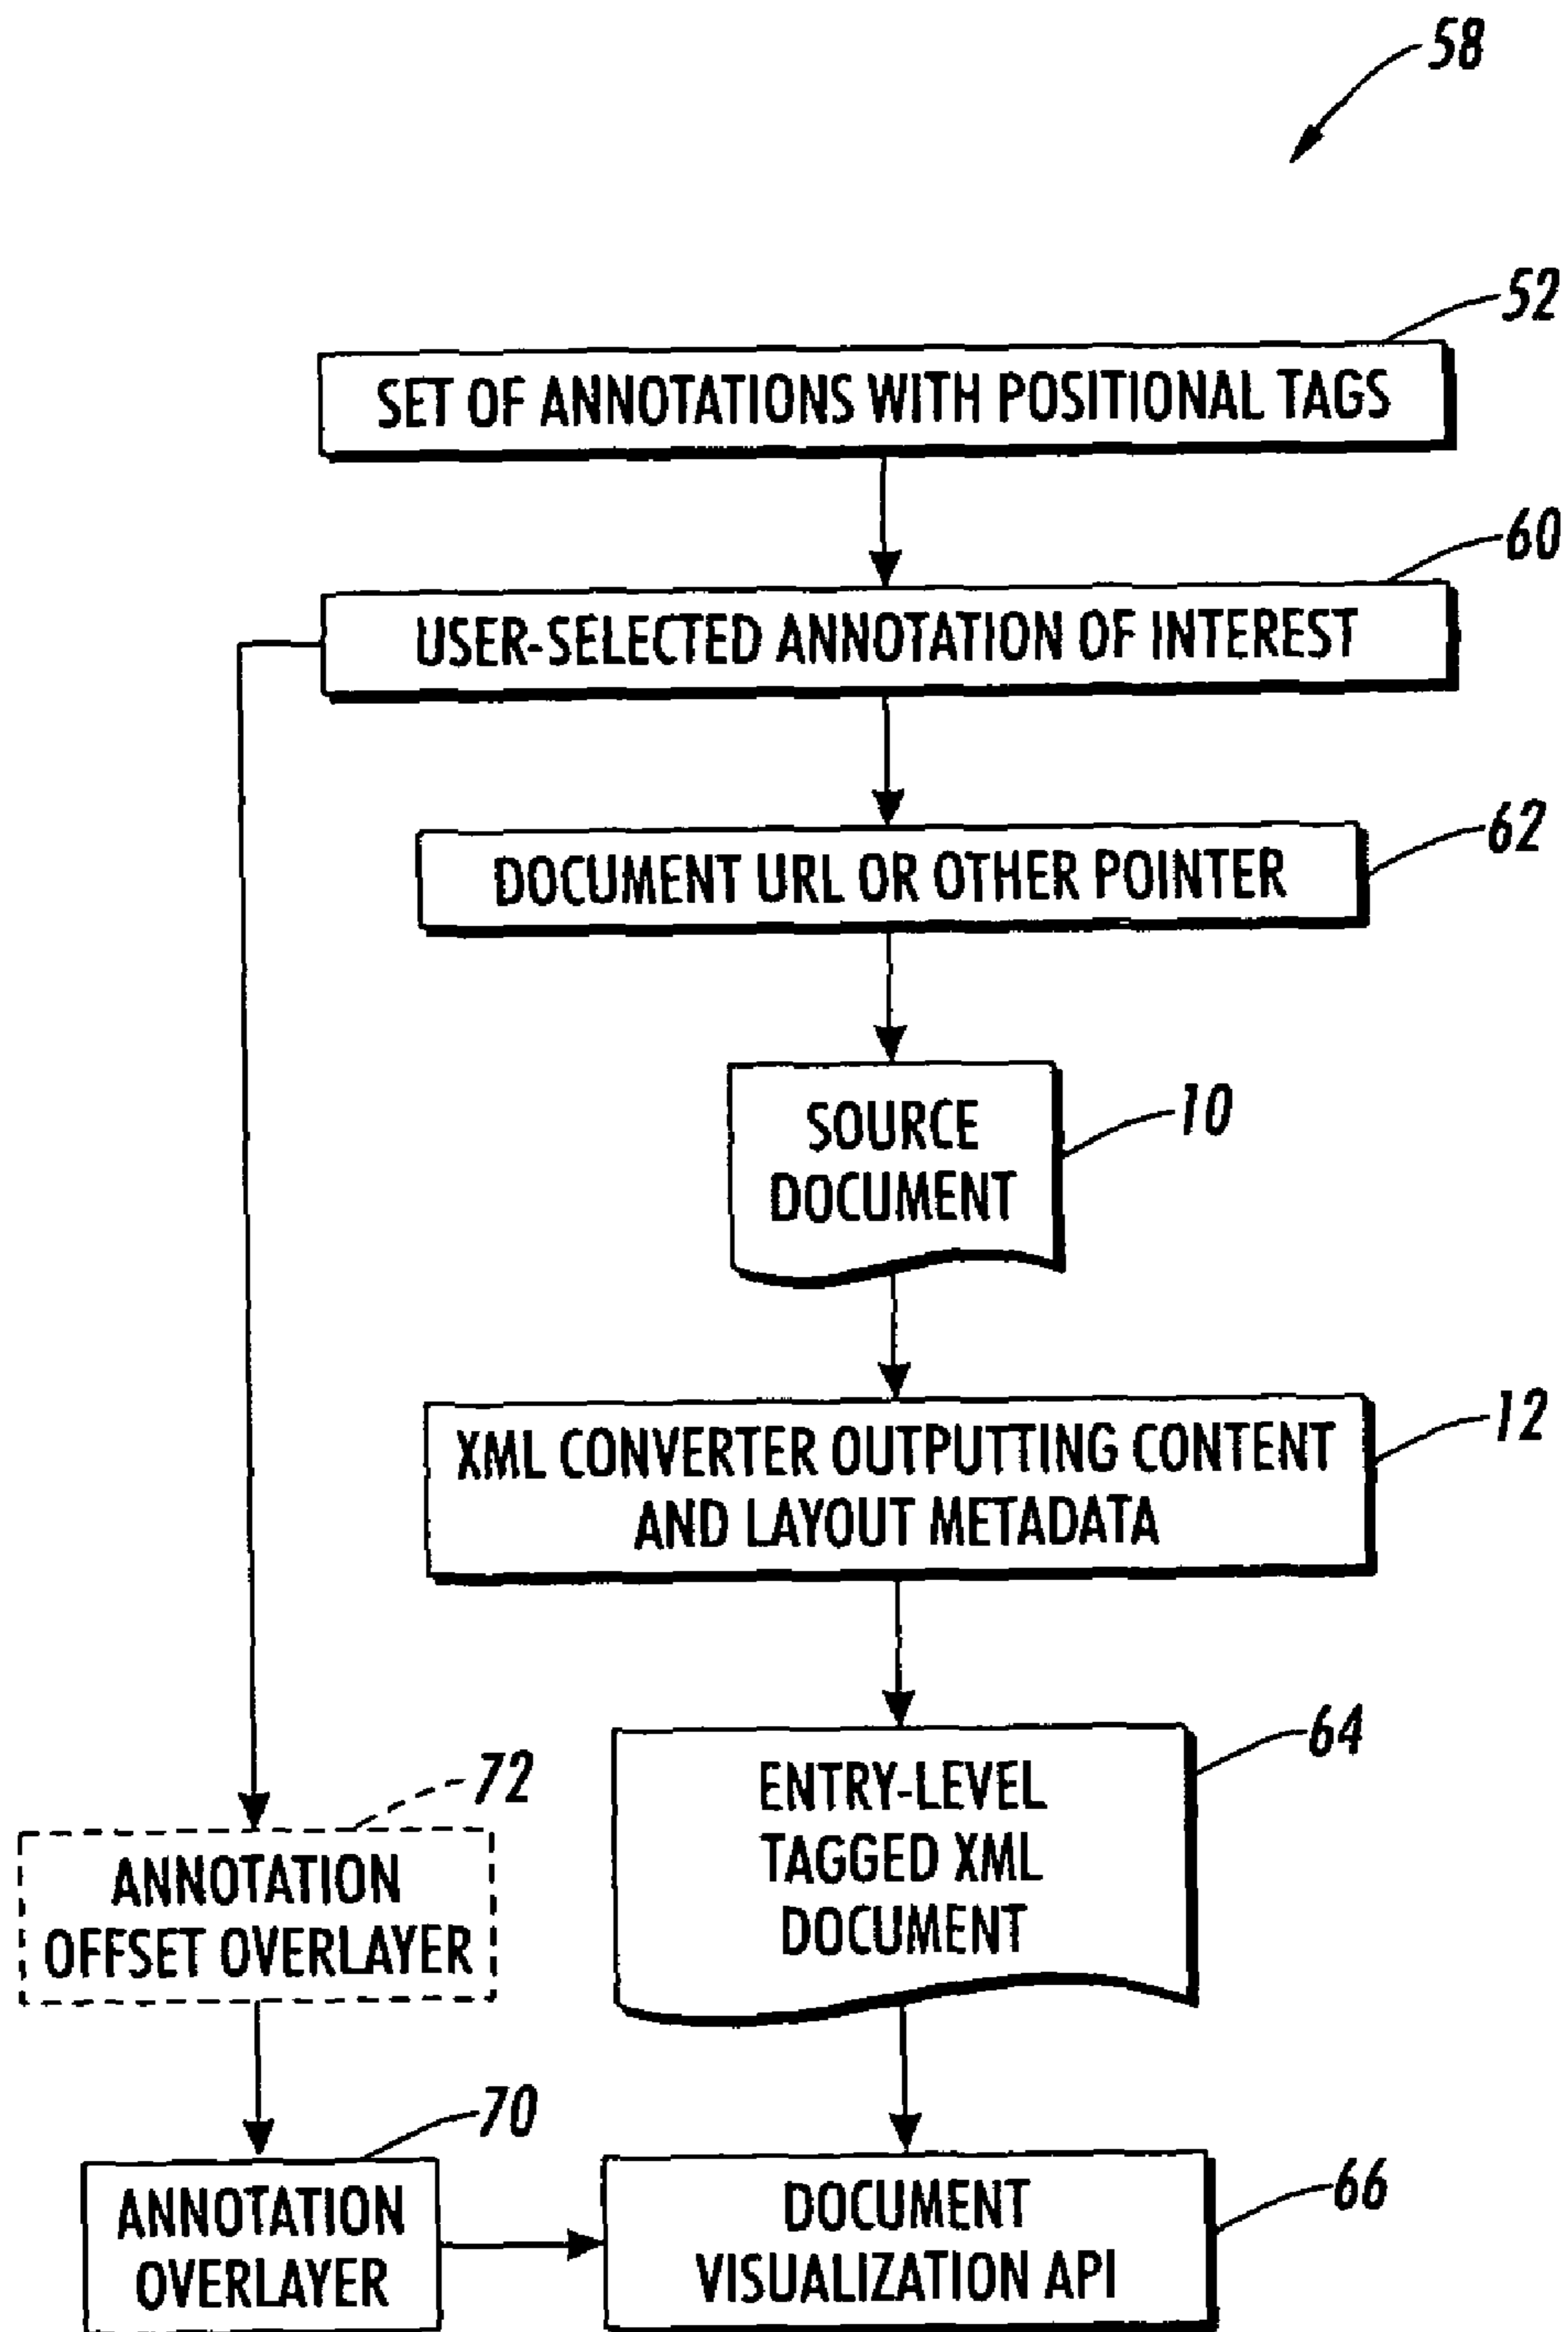 58
52
SET OF ANNOTATIONS WITH POSITIONAL TAGS
60
USER-SELECTED ANNOTATION OF INTEREST
62
DOCUMENT URL OR OTHER POINTER
10
SOURCE
DOCUMENT
12
XML CONVERTER OUTPUTTING CONTENT
AND LAYOUT METADATA
64
ENTRY-LEVEL
TAGGED XML
DOCUMENT
72
ANNOTATION
OFFSET OVERLAYER
70
ANNOTATION
OVERLAYER
66
DOCUMENT
VISUALIZATION API